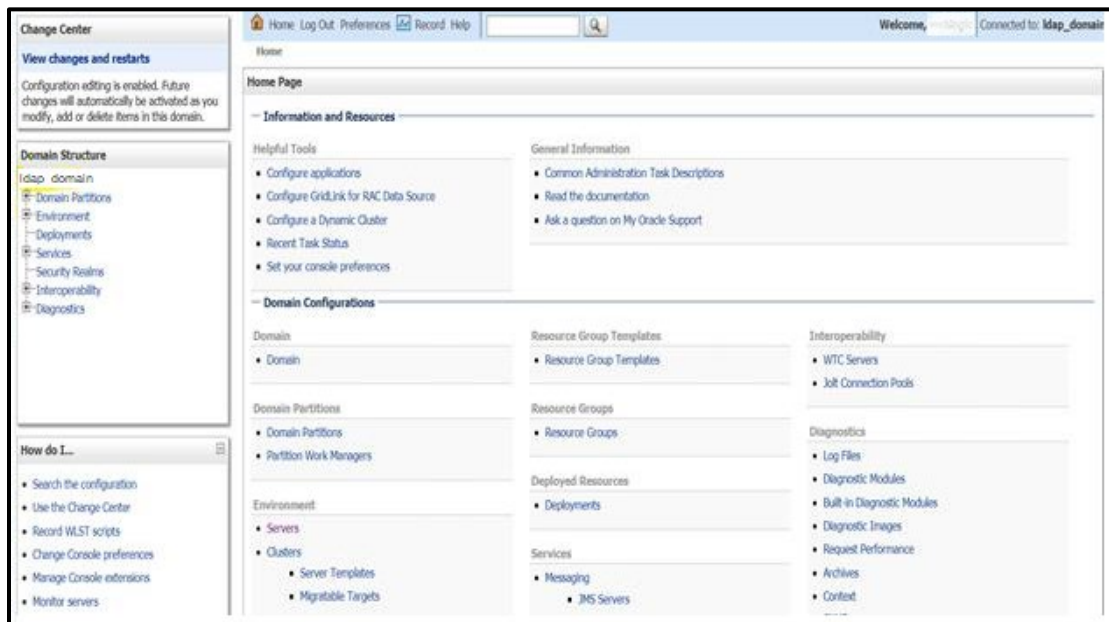 Change Center
View changes and restarts
Configuration editing is enabled. Future
changes will automatically be activated as you
modify, add or delete items in this domain.
Domain Structure
ldap_domain
Domain Partitions
Environment
Deployments
Services
Security Realms
Interoperability
Diagnostics
How do I...
Search the configuration
Use the Change Center
Record WLST scripts
Change Console preferences
Manage Console extensions
Monitor servers
Home Log Out Preferences Record Help
Welcome, Connected to: ldap_domain
Home
Home Page
Information and Resources
Helpful Tools
Configure applications
Configure GridLink for RAC Data Source
Configure a Dynamic Cluster
Recent Task Status
Set your console preferences
General Information
Common Administration Task Descriptions
Read the documentation
Ask a question on My Oracle Support
Domain Configurations
Domain
Domain
Domain Partitions
Domain Partitions
Partition Work Managers
Environment
Servers
Clusters
Server Templates
Migratable Targets
Resource Group Templates
Resource Group Templates
Resource Groups
Resource Groups
Deployed Resources
Deployments
Services
Messaging
JMS Servers
Interoperability
WTC Servers
Jolt Connection Pools
Diagnostics
Log Files
Diagnostic Modules
Built-in Diagnostic Modules
Diagnostic Images
Request Performance
Archives
Context